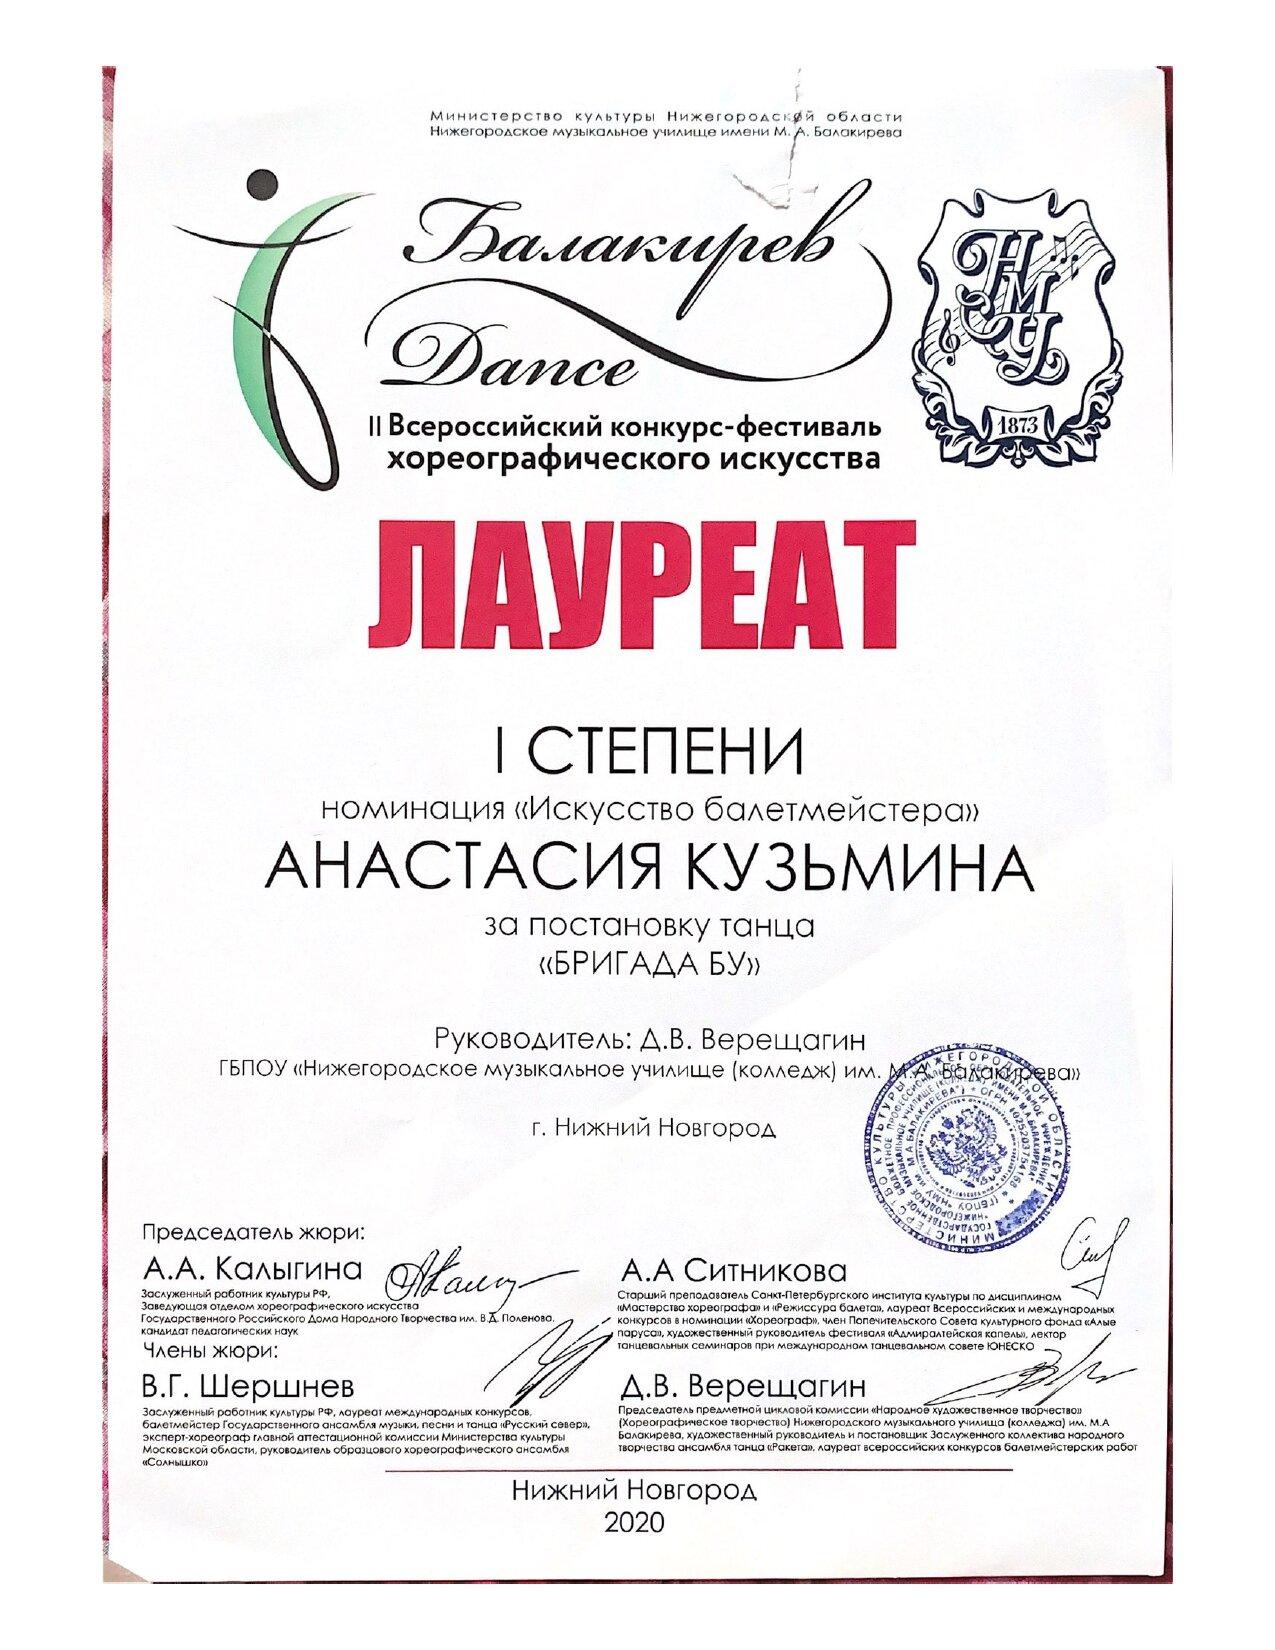 Министерство культуры Нижегородской области
Нижегородское музыкальное училище имени М. А. Балакирева
Балакирев
Dance
НМУ
1873
II Всероссийский конкурс-фестиваль
хореографического искусства
ЛАУРЕАТ
I СТЕПЕНИ
номинация «Искусство балетмейстера»
АНАСТАСИЯ КУЗЬМИНА
за постановку танца
«БРИГАДА БУ»
Руководитель: Д.В. Верещагин
ГБПОУ «Нижегородское музыкальное училище (колледж) им. М.А. Балакирева»
г. Нижний Новгород
Председатель жюри:
А.А. Калыгина
Заслуженный работник культуры РФ,
Заведующая отделом хореографического искусства
Государственного Российского Дома Народного Творчества им. В.Д. Поленова,
кандидат педагогических наук
Члены жюри:
В.Г. Шершнев
Заслуженный работник культуры РФ, лауреат международных конкурсов,
балетмейстер Государственного ансамбля музыки, песни и танца «Русский север»,
эксперт-хореограф главной аттестационной комиссии Министерства культуры
Московской области, руководитель образцового хореографического ансамбля
«Солнышко»
А.А Ситникова
Старший преподаватель Санкт-Петербургского института культуры по дисциплинам
«Мастерство хореографа» и «Режиссура балета», лауреат Всероссийских и международных
конкурсов в номинации «Хореограф», член Попечительского Совета культурного фонда «Алые
паруса», художественный руководитель фестиваля «Адмиралтейская капель», лектор
танцевальных семинаров при международном танцевальном совете ЮНЕСКО
Д.В. Верещагин
Председатель предметной цикловой комиссии «Народное художественное творчество»
(Хореографическое творчество) Нижегородского музыкального училища (колледжа) им. М.А
Балакирева, художественный руководитель и постановщик Заслуженного коллектива народного
творчества ансамбля танца «Ракета», лауреат всероссийских конкурсов балетмейстерских работ
Нижний Новгород
2020